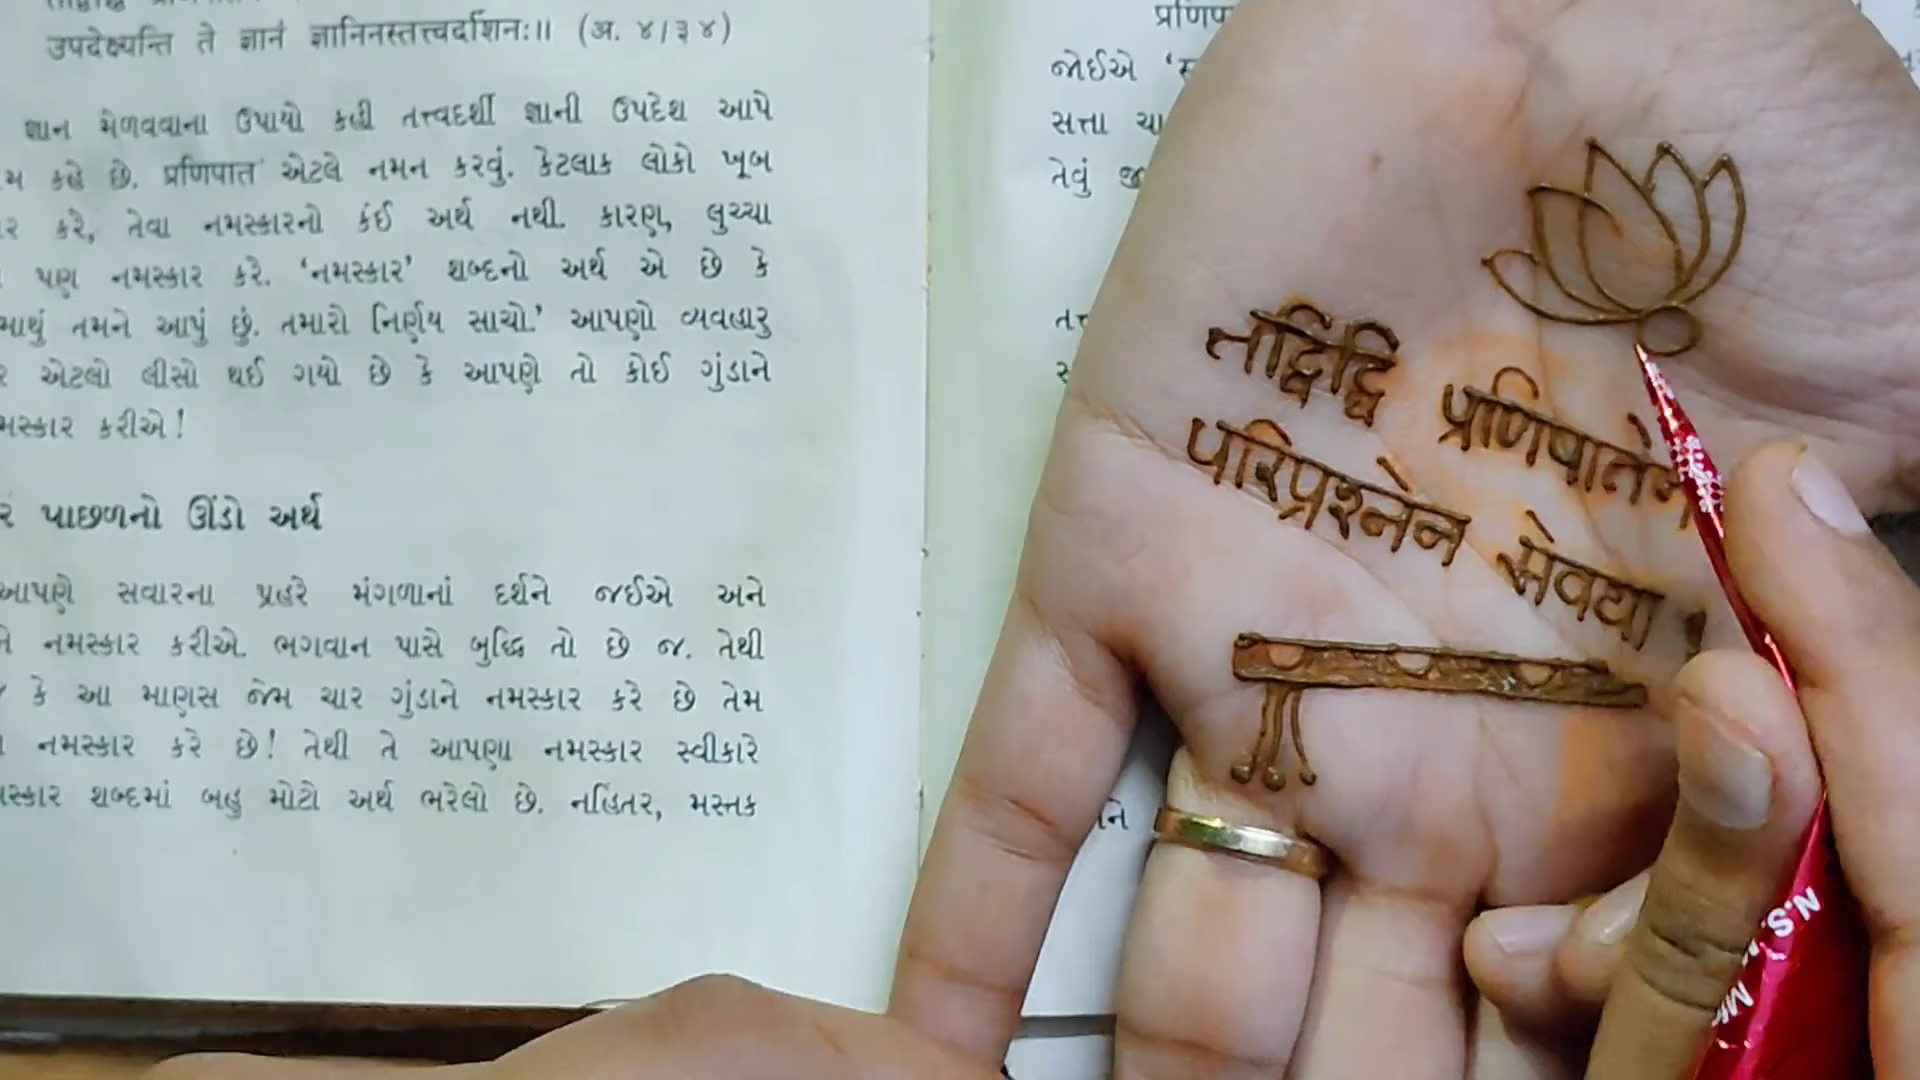 उपदेक्ष्यन्ति ते ज्ञानं ज्ञानिनस्तत्त्वदर्शिनः॥ (अ. ४/३४)
જ્ઞાન મેળવવાના ઉપાયો કહી તત્ત્વદર્શી જ્ઞાની ઉપદેશ આપે
કહે છે. प्रणिपात એટલે નમન કરવું. કેટલાક લોકો ખૂબ
કરે, તેવા નમસ્કારનો કંઈ અર્થ નથી. કારણ, લુચ્ચા
પણ નમસ્કાર કરે. ‘નમસ્કાર’ શબ્દનો અર્થ એ છે કે
માથું તમને આપું છું. તમારો નિર્ણય સાચો.’ આપણો વ્યવહારુ
એટલો લીસો થઈ ગયો છે કે આપણે તો કોઈ ગુંડાને
કરીએ!
પાછળનો ઊંડો અર્થ
આપણે સવારના પ્રહરે મંગળાનાં દર્શને જઈએ અને
નમસ્કાર કરીએ. ભગવાન પાસે બુદ્ધિ તો છે જ. તેથી
કે આ માણસ જેમ ચાર ગુંડાને નમસ્કાર કરે છે તેમ
નમસ્કાર કરે છે! તેથી તે આપણા નમસ્કાર સ્વીકારે
શબ્દમાં બહુ મોટો અર્થ ભરેલો છે. નહિતર, મસ્તક
જોઈએ
સત્તા
તેવું
तद्विद्धि प्रणिपातेन
परिप्रश्नेन सेवया।
N.S.